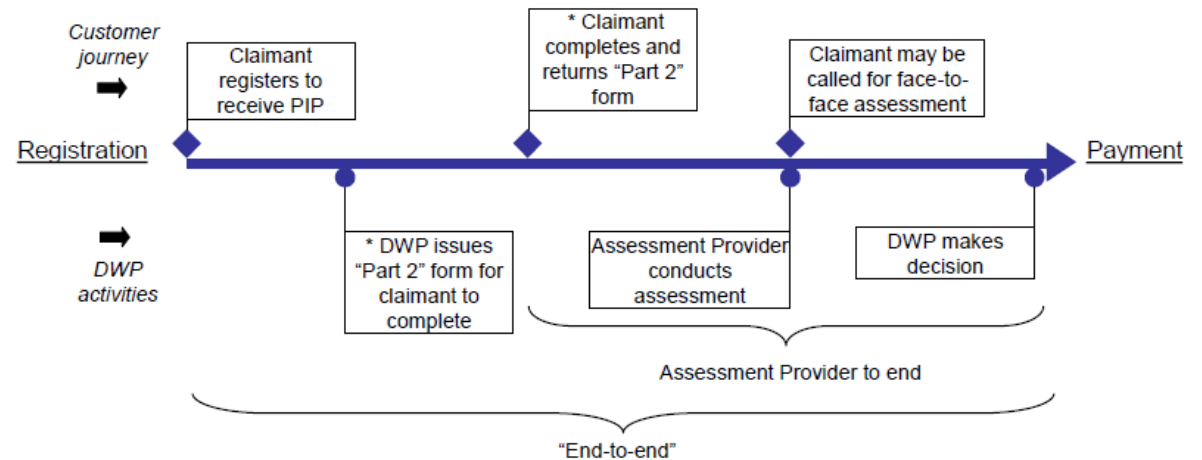 Customer
journey
Claimant
registers to
receive PIP
* Claimant
completes and
returns “Part 2”
form
Claimant may be
called for face-to-
face assessment
Registration
Payment
DWP
activities
* DWP issues
“Part 2” form for
claimant to
complete
Assessment Provider
conducts
assessment
DWP makes
decision
Assessment Provider to end
“End-to-end”